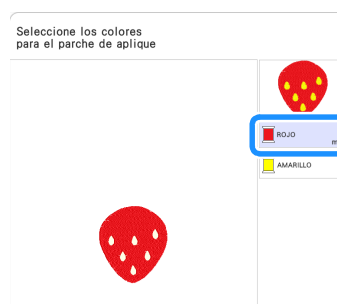 Seleccione los colores
para el parche de aplique
ROJO
m
AMARILLO